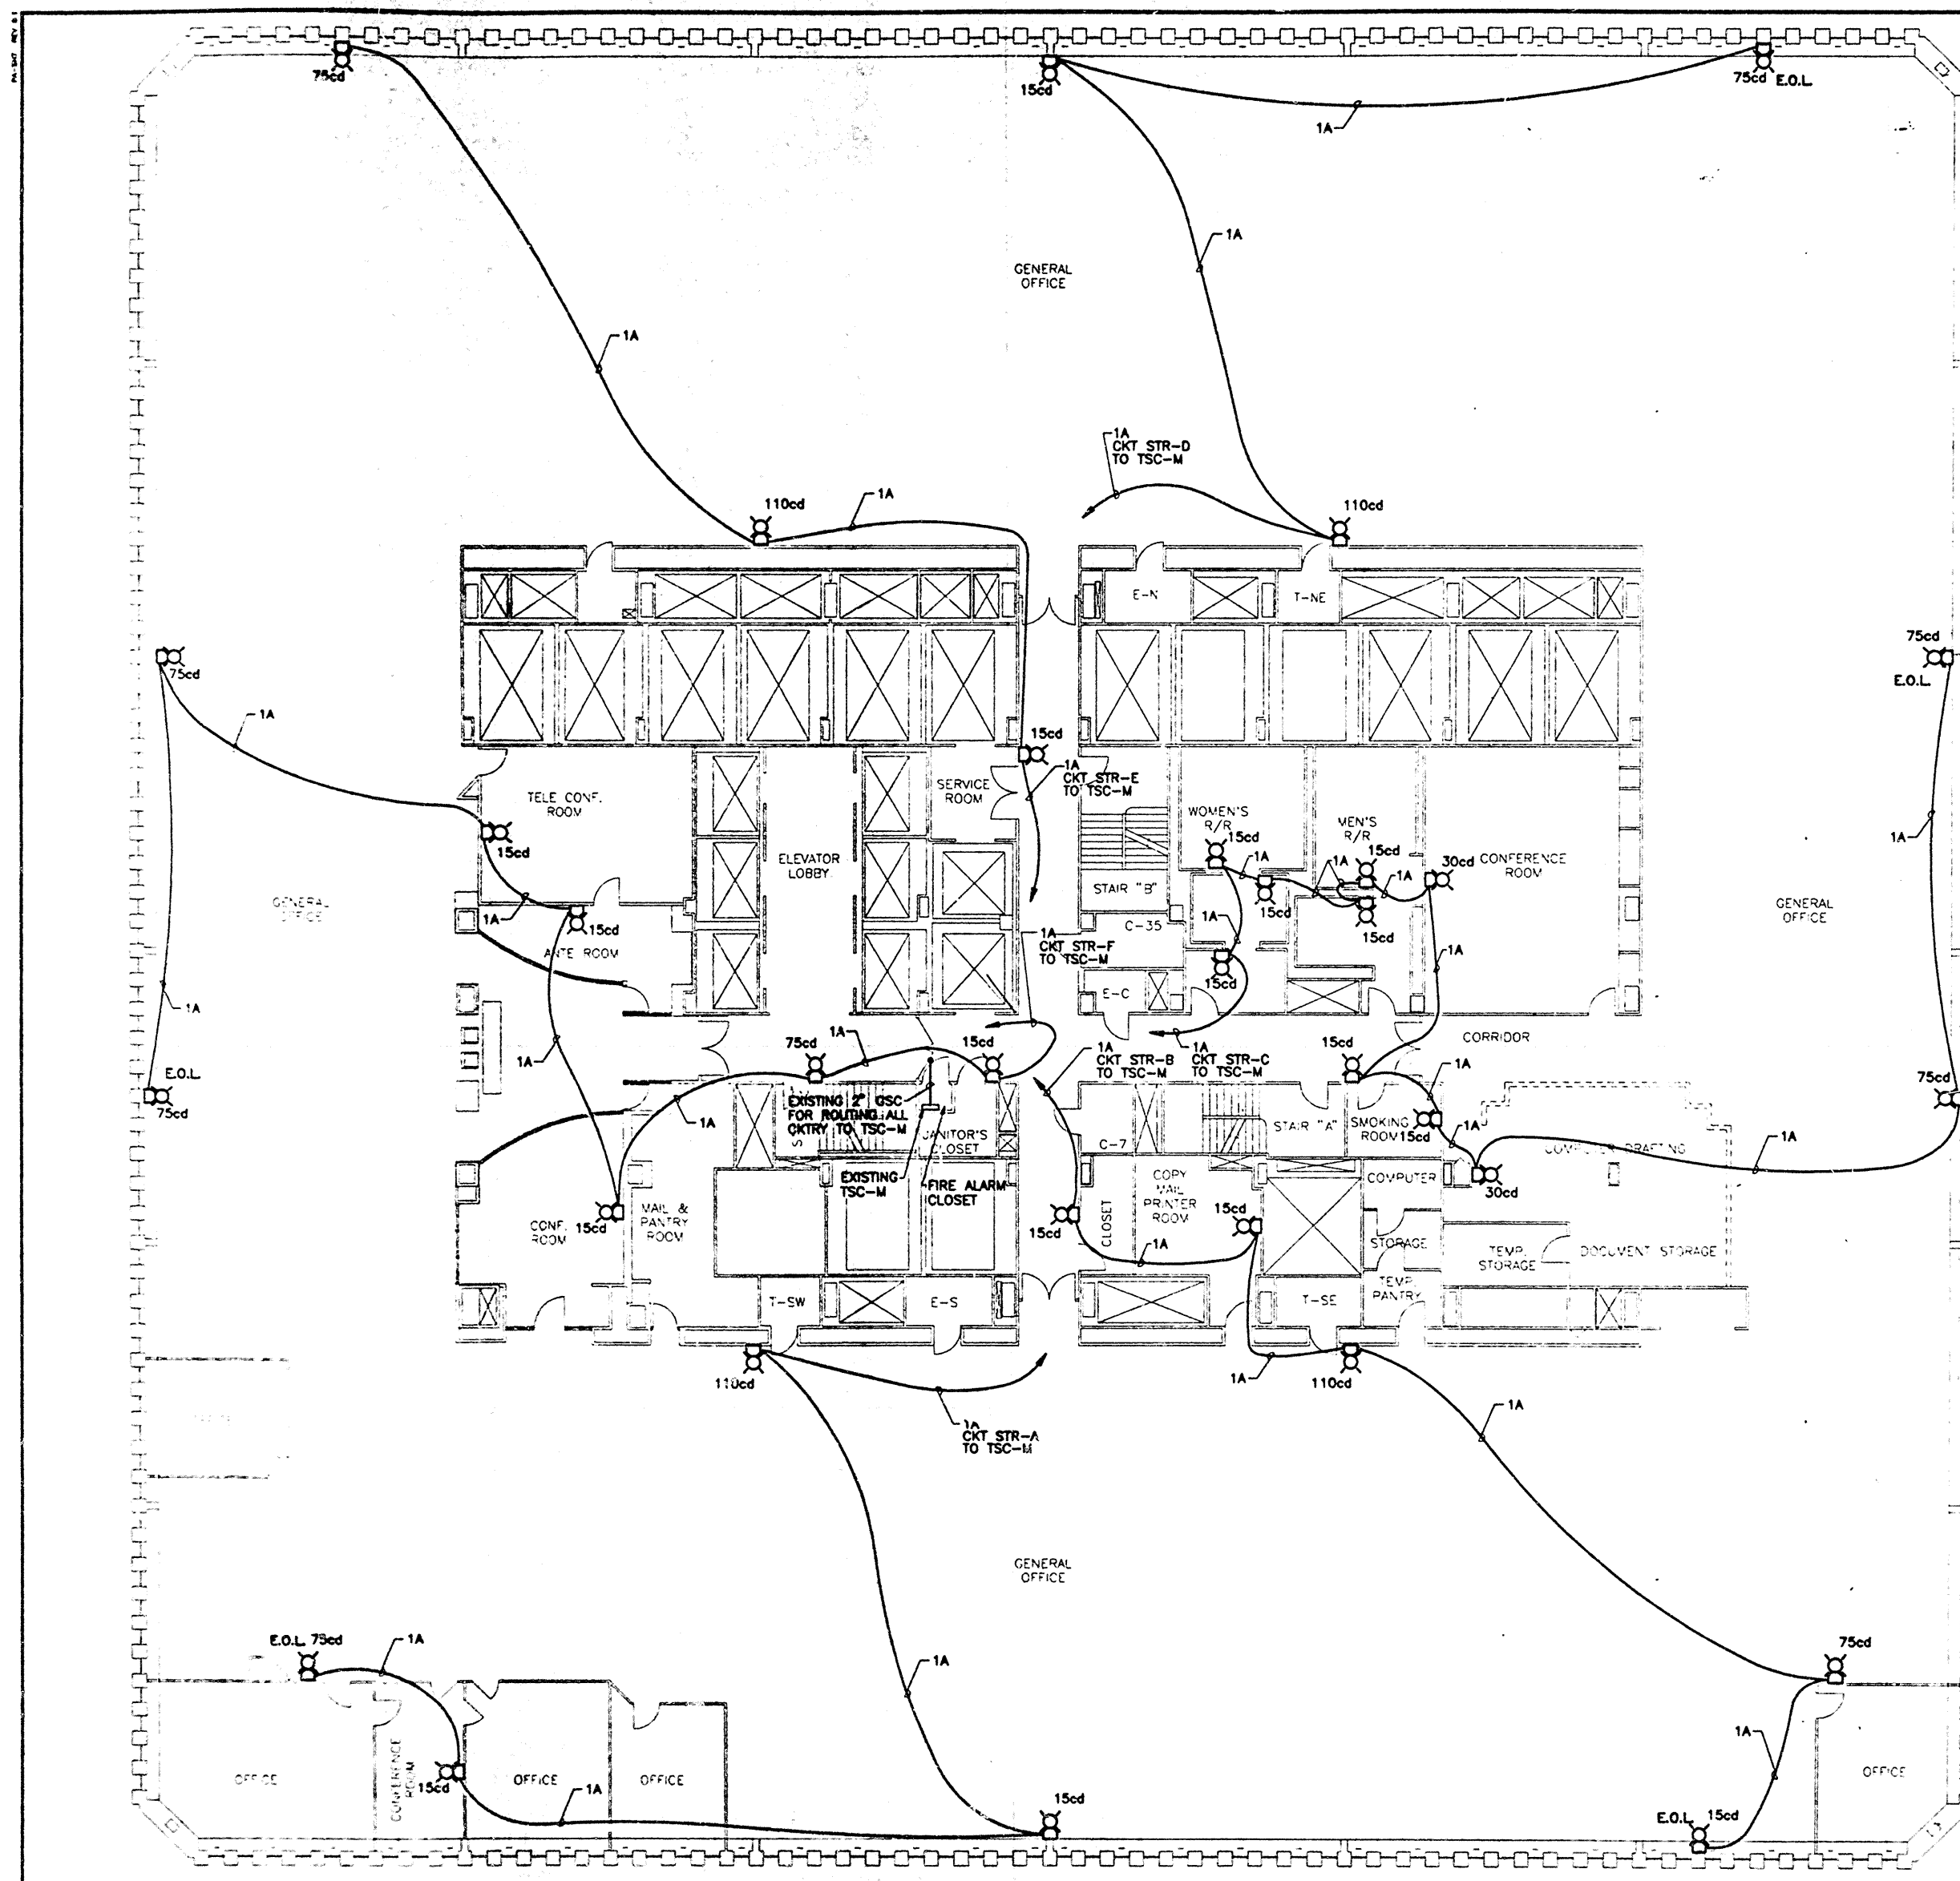 75cd
15cd
75cd E.O.L.
1A
1A
GENERAL
OFFICE
1A
1A
CKT STR-D
TO TSC-M
110cd
1A
110cd
E-N
T-NE
75cd
75cd
E.O.L.
1A
15cd
1A
CKT STR-E
TO TSC-M
SERVICE
ROOM
TELE CONF.
ROOM
WOMEN'S
R/R
MEN'S
R/R
15cd
15cd
1A
15cd
1A
1A
1A
30cd
CONFERENCE
ROOM
ELEVATOR
LOBBY
STAIR "B"
15cd
1A
GENERAL
OFFICE
GENERAL
OFFICE
1A
15cd
15cd
1A
C-35
ANTE ROOM
1A
CKT STR-F
TO TSC-M
1A
15cd
E-C
1A
1A
75cd
1A
15cd
1A
CKT STR-B
TO TSC-M
1A
CKT STR-C
TO TSC-M
15cd
CORRIDOR
1A
E.O.L.
75cd
75cd
EXISTING 2" GSC
FOR ROUTING ALL
CKTRY TO TSC-M
1A
JANITOR'S
CLOSET
C-7
STAIR "A"
SMOKING
ROOM
15cd
1A
COMPUTER DRAFTING
1A
EXISTING
TSC-M
FIRE ALARM
CLOSET
COPY
MAIL
PRINTER
ROOM
COMPUTER
30cd
CONF.
ROOM
15cd
MAIL &
PANTRY
ROOM
15cd
CLOSET
15cd
1A
STORAGE
TEMP.
STORAGE
DOCUMENT STORAGE
T-SW
E-S
T-SE
TEMP.
PANTRY
110cd
1A
110cd
1A
1A
CKT STR-A
TO TSC-M
GENERAL
OFFICE
E.O.L. 75cd
1A
1A
75cd
1A
OFFICE
CONFERENCE
ROOM
15cd
OFFICE
1A
OFFICE
OFFICE
15cd
E.O.L.
15cd